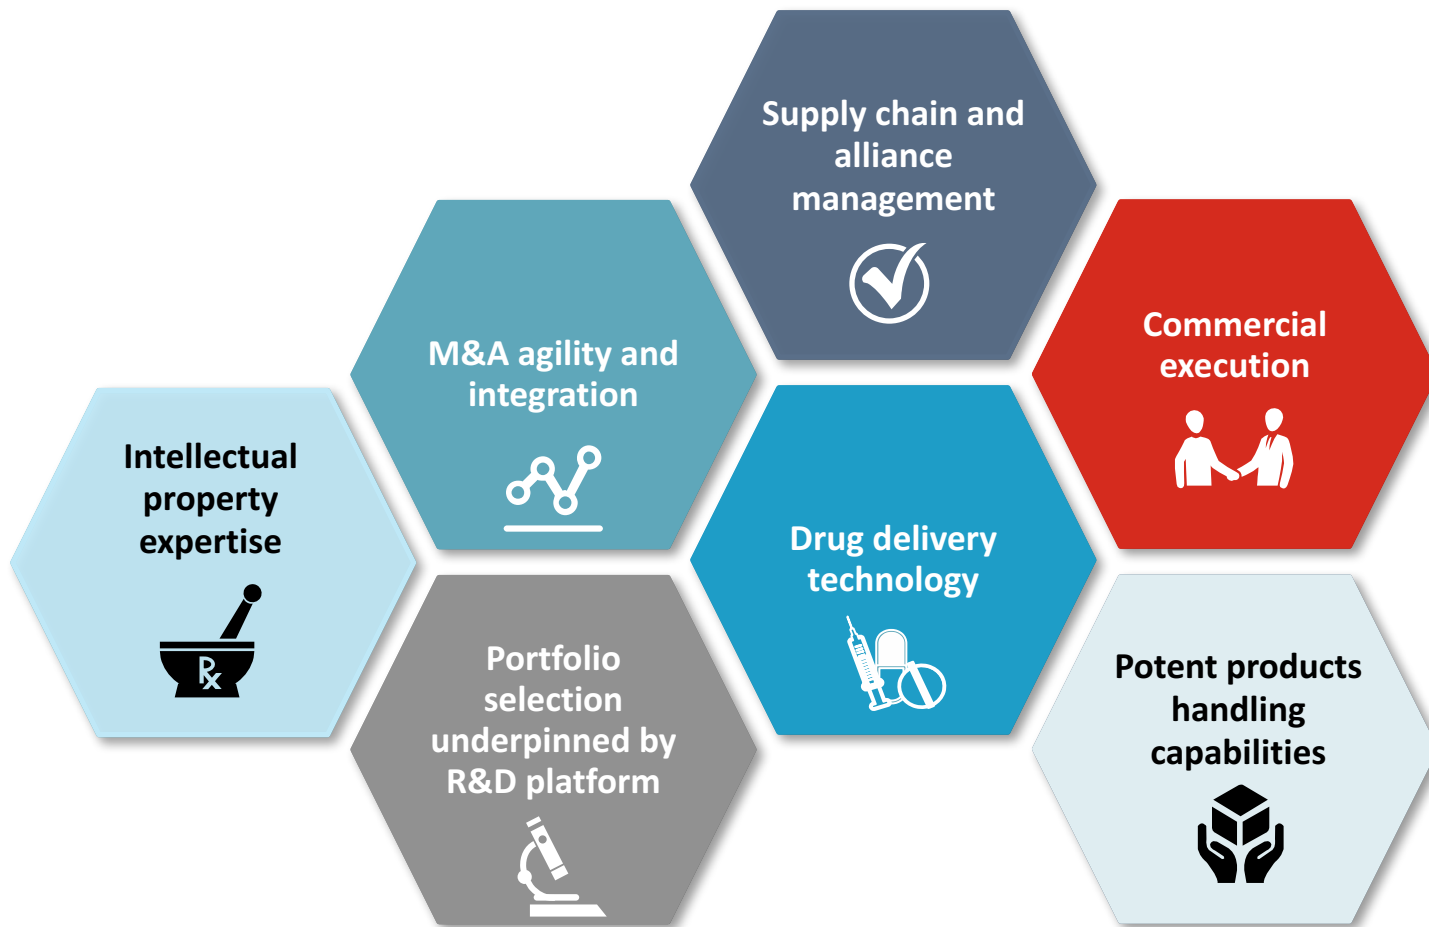 Supply chain and
alliance
management
M&A agility and
integration
Commercial
execution
Intellectual
property
expertise
Rx
Drug delivery
technology
Portfolio
selection
underpinned by
R&D platform
Potent products
handling
capabilities